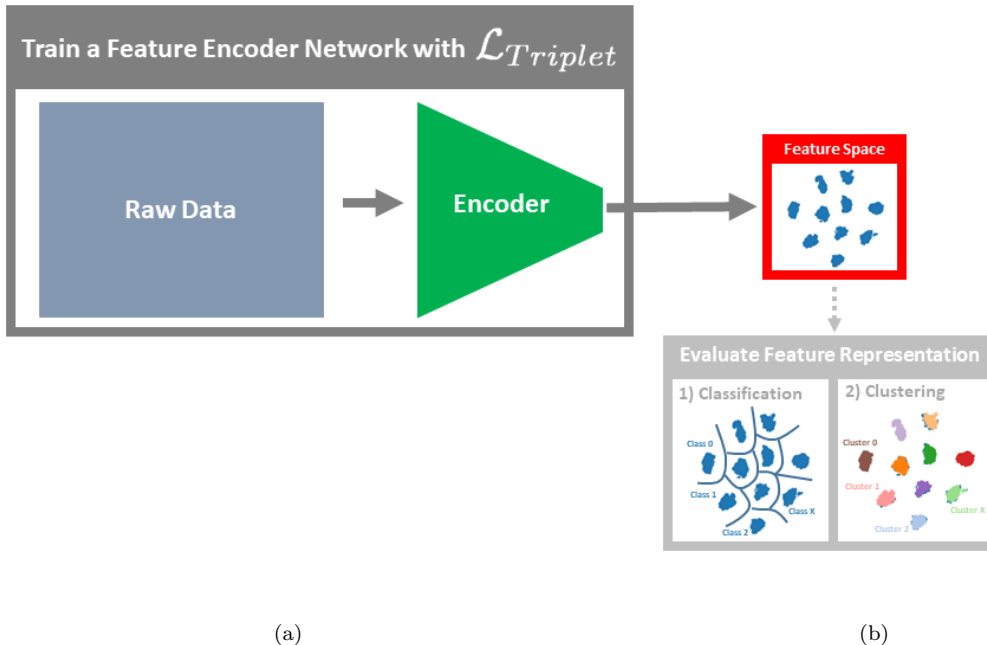 Train a Feature Encoder Network with ℒ_Triplet
Raw Data
Encoder
Feature Space
Evaluate Feature Representation
1) Classification
Class 0
Class 1
Class 2
Class X
2) Clustering
Cluster 0
Cluster 1
Cluster 2
Cluster X
(a)
(b)